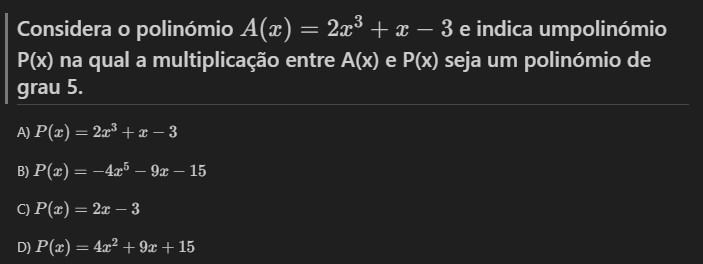 Considera o polinómio $A(x) = 2x^3 + x - 3$ e indica umpolinómio
P(x) na qual a multiplicação entre A(x) e P(x) seja um polinómio de
grau 5.
A) $P(x) = 2x^3 + x - 3$
B) $P(x) = -4x^5 - 9x - 15$
C) $P(x) = 2x - 3$
D) $P(x) = 4x^2 + 9x + 15$